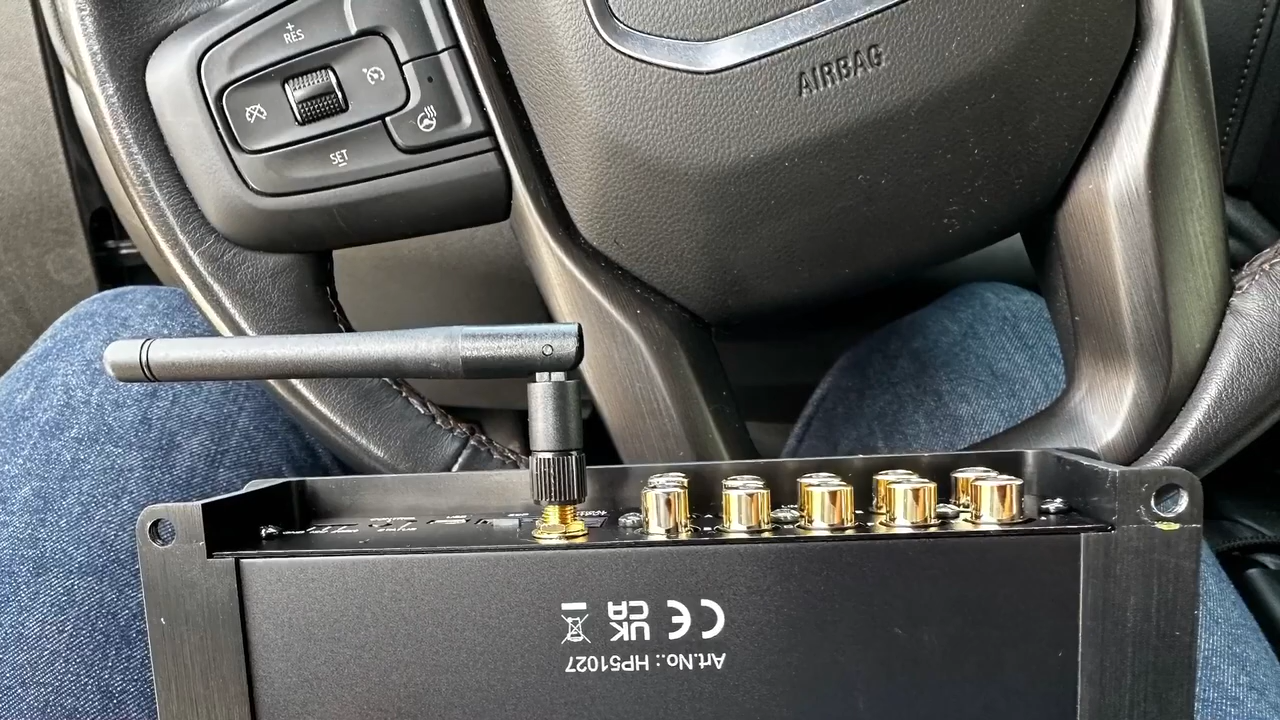 +
RES
SET
AIRBAG
CE
UK
CA
Art.No.: HP51027